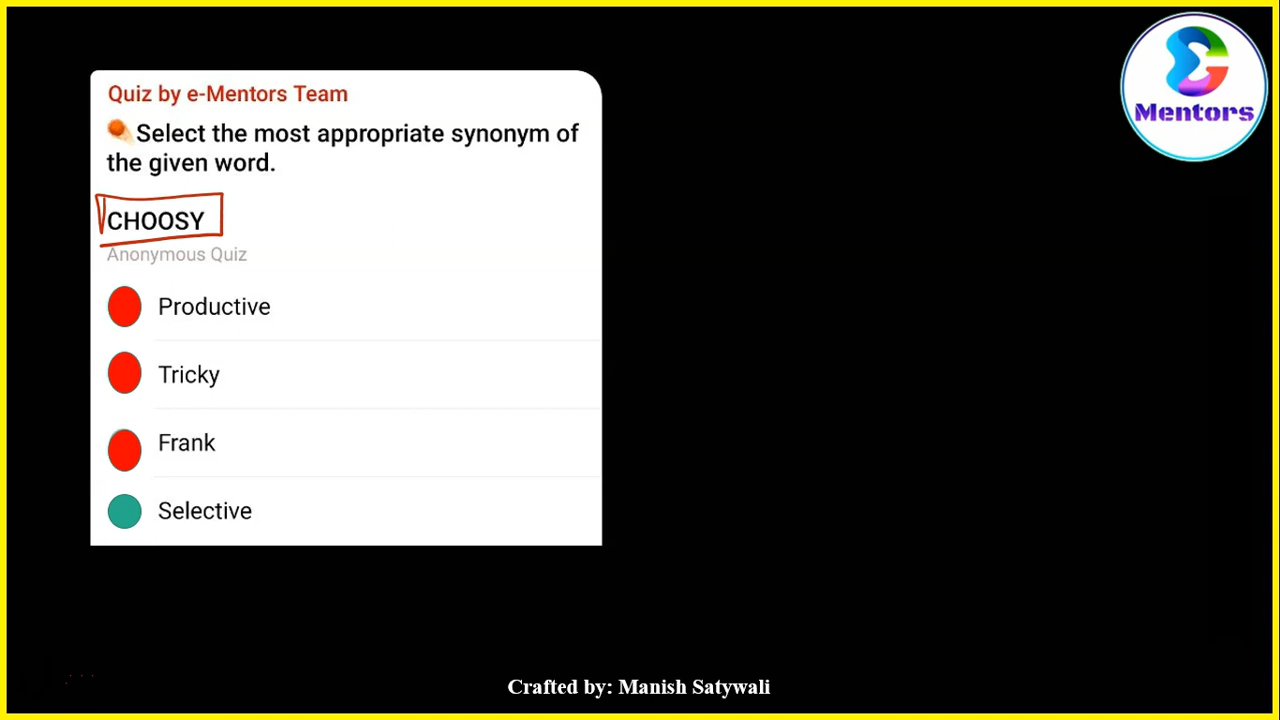 Mentors
Quiz by e-Mentors Team
Select the most appropriate synonym of
the given word.
CHOOSY
Anonymous Quiz
Productive
Tricky
Frank
Selective
Crafted by: Manish Satywali